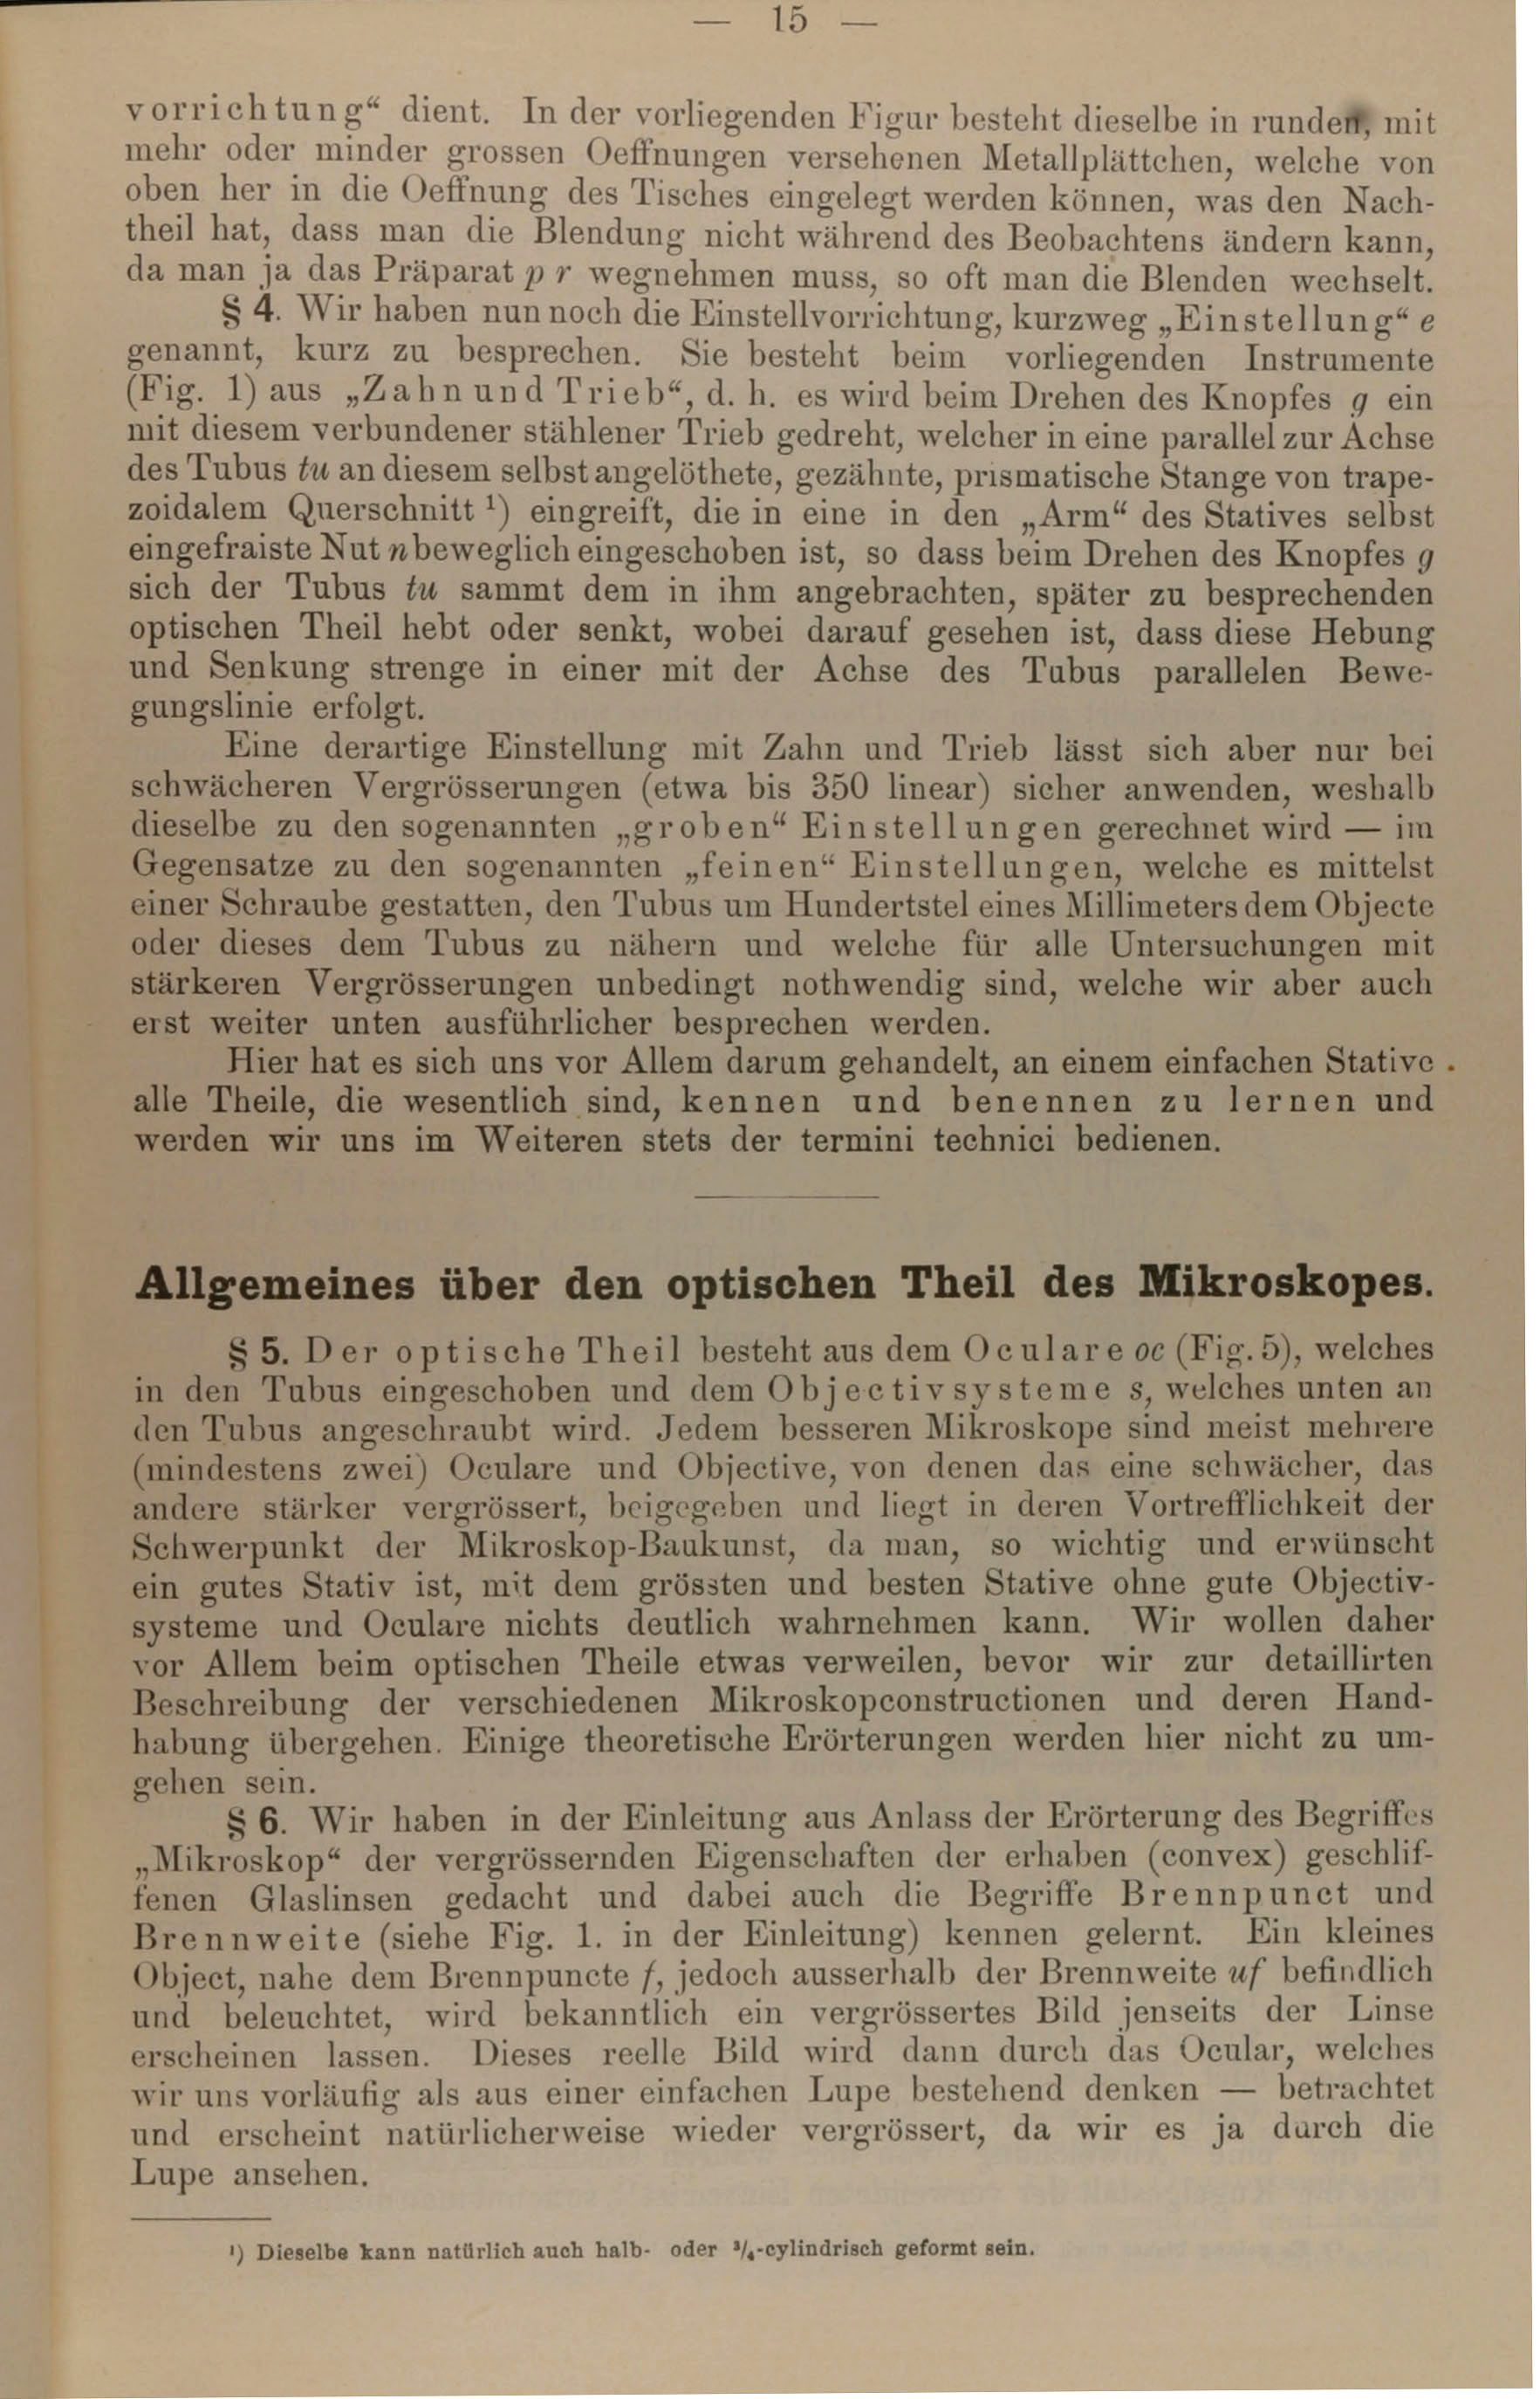 — 15 —
vorrichtung“ dient. In der vorliegenden Figur besteht dieselbe in runden, mit
mehr oder minder grossen Oeffnungen versehenen Metallplättchen, welche von
oben her in die Oeffnung des Tisches eingelegt werden können, was den Nach-
theil hat, dass man die Blendung nicht während des Beobachtens ändern kann,
da man ja das Präparat p r wegnehmen muss, so oft man die Blenden wechselt.
§ 4. Wir haben nun noch die Einstellvorrichtung, kurzweg „Einstellung“ e
genannt, kurz zu besprechen. Sie besteht beim vorliegenden Instrumente
(Fig. 1) aus „Zahn und Trieb“, d. h. es wird beim Drehen des Knopfes g ein
mit diesem verbundener stählener Trieb gedreht, welcher in eine parallel zur Achse
des Tubus tu an diesem selbst angelöthete, gezähnte, prismatische Stange von trape-
zoidalem Querschnitt ¹) eingreift, die in eine in den „Arm“ des Statives selbst
eingefraiste Nut n beweglich eingeschoben ist, so dass beim Drehen des Knopfes g
sich der Tubus tu sammt dem in ihm angebrachten, später zu besprechenden
optischen Theil hebt oder senkt, wobei darauf gesehen ist, dass diese Hebung
und Senkung strenge in einer mit der Achse des Tubus parallelen Bewe-
gungslinie erfolgt.
Eine derartige Einstellung mit Zahn und Trieb lässt sich aber nur bei
schwächeren Vergrösserungen (etwa bis 350 linear) sicher anwenden, weshalb
dieselbe zu den sogenannten „groben“ Einstellungen gerechnet wird — im
Gegensatze zu den sogenannten „feinen“ Einstellungen, welche es mittelst
einer Schraube gestatten, den Tubus um Hundertstel eines Millimeters dem Objecte
oder dieses dem Tubus zu nähern und welche für alle Untersuchungen mit
stärkeren Vergrösserungen unbedingt nothwendig sind, welche wir aber auch
erst weiter unten ausführlicher besprechen werden.
Hier hat es sich uns vor Allem darum gehandelt, an einem einfachen Stative
alle Theile, die wesentlich sind, kennen und benennen zu lernen und
werden wir uns im Weiteren stets der termini technici bedienen.
Allgemeines über den optischen Theil des Mikroskopes.
§ 5. Der optische Theil besteht aus dem Oculare oc (Fig. 5), welches
in den Tubus eingeschoben und dem Objectivsysteme s, welches unten an
den Tubus angeschraubt wird. Jedem besseren Mikroskope sind meist mehrere
(mindestens zwei) Oculare und Objective, von denen das eine schwächer, das
andere stärker vergrössert, beigegeben und liegt in deren Vortrefflichkeit der
Schwerpunkt der Mikroskop-Baukunst, da man, so wichtig und erwünscht
ein gutes Stativ ist, mit dem grössten und besten Stative ohne gute Objectiv-
systeme und Oculare nichts deutlich wahrnehmen kann. Wir wollen daher
vor Allem beim optischen Theile etwas verweilen, bevor wir zur detaillirten
Beschreibung der verschiedenen Mikroskopconstructionen und deren Hand-
habung übergehen. Einige theoretische Erörterungen werden hier nicht zu um-
gehen sein.
§ 6. Wir haben in der Einleitung aus Anlass der Erörterung des Begriffes
„Mikroskop“ der vergrössernden Eigenschaften der erhaben (convex) geschlif-
fenen Glaslinsen gedacht und dabei auch die Begriffe Brennpunct und
Brennweite (siehe Fig. 1. in der Einleitung) kennen gelernt. Ein kleines
Object, nahe dem Brennpuncte f, jedoch ausserhalb der Brennweite uf befindlich
und beleuchtet, wird bekanntlich ein vergrössertes Bild jenseits der Linse
erscheinen lassen. Dieses reelle Bild wird dann durch das Ocular, welches
wir uns vorläufig als aus einer einfachen Lupe bestehend denken — betrachtet
und erscheint natürlicherweise wieder vergrössert, da wir es ja durch die
Lupe ansehen.
¹) Dieselbe kann natürlich auch halb- oder ³/₄-cylindrisch geformt sein.